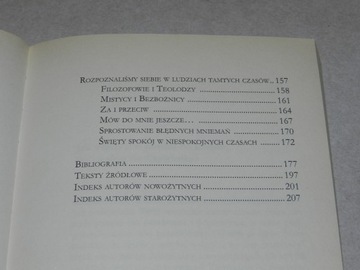 Rozpoznaliśmy siebie w ludziach tamtych czasów.. 157
Filozofowie i Teolodzy ........ 158
Mistycy i Bezbożnicy ........ 161
Za i przeciw ........ 164
Mów do mnie jeszcze... ........ 167
Sprostowanie błędnych mniemań ........ 170
Święty spokój w niespokojnych czasach ........ 172
Bibliografia ........ 177
Teksty źródłowe ........ 197
Indeks autorów nowożytnych ........ 201
Indeks autorów starożytnych ........ 207